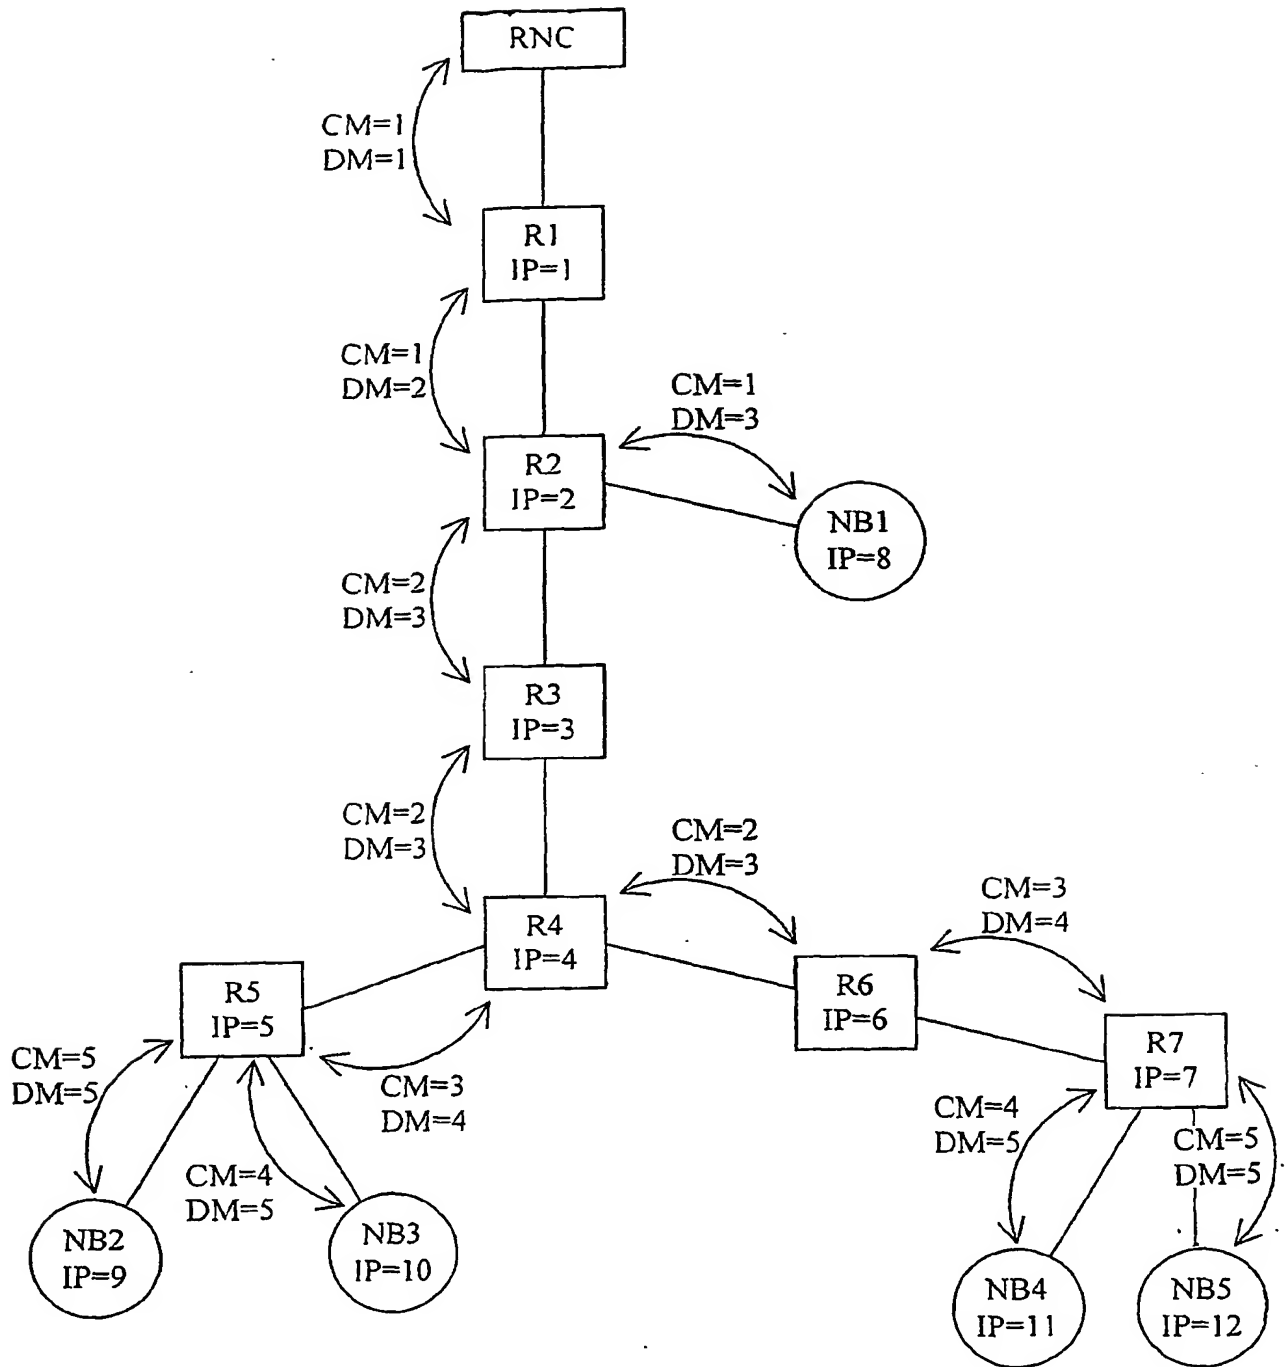 RNC
CM=1
DM=1
R1
IP=1
CM=1
DM=2
CM=1
DM=3
R2
IP=2
NB1
IP=8
CM=2
DM=3
R3
IP=3
CM=2
DM=3
CM=2
DM=3
CM=3
DM=4
R4
IP=4
R5
IP=5
R6
IP=6
R7
IP=7
CM=5
DM=5
CM=3
DM=4
CM=4
DM=5
CM=5
DM=5
CM=4
DM=5
NB2
IP=9
NB3
IP=10
NB4
IP=11
NB5
IP=12